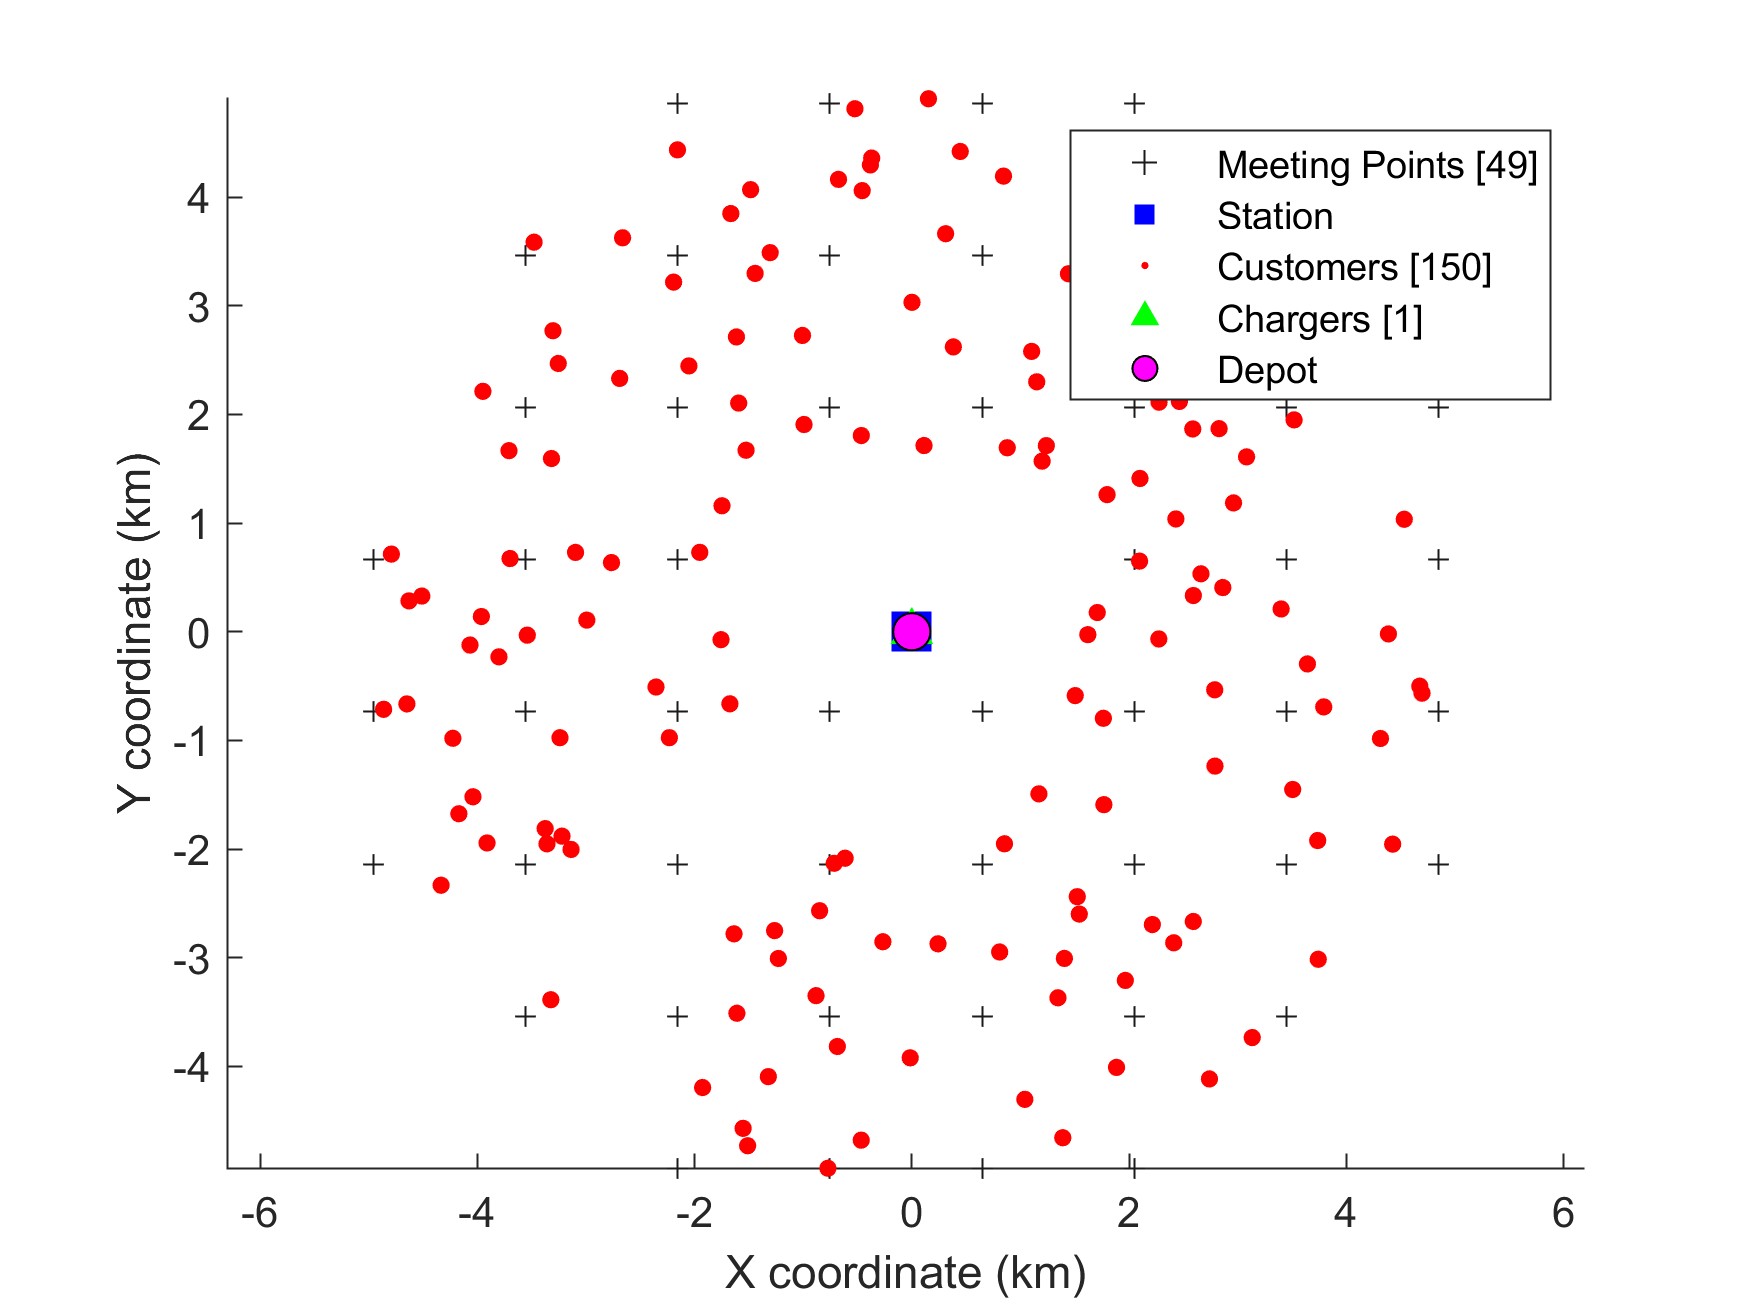 Meeting Points [49]
Station
Customers [150]
Chargers [1]
Depot
4
3
2
1
0
-1
-2
-3
-4
Y coordinate (km)
-6 -4 -2 0 2 4 6
X coordinate (km)